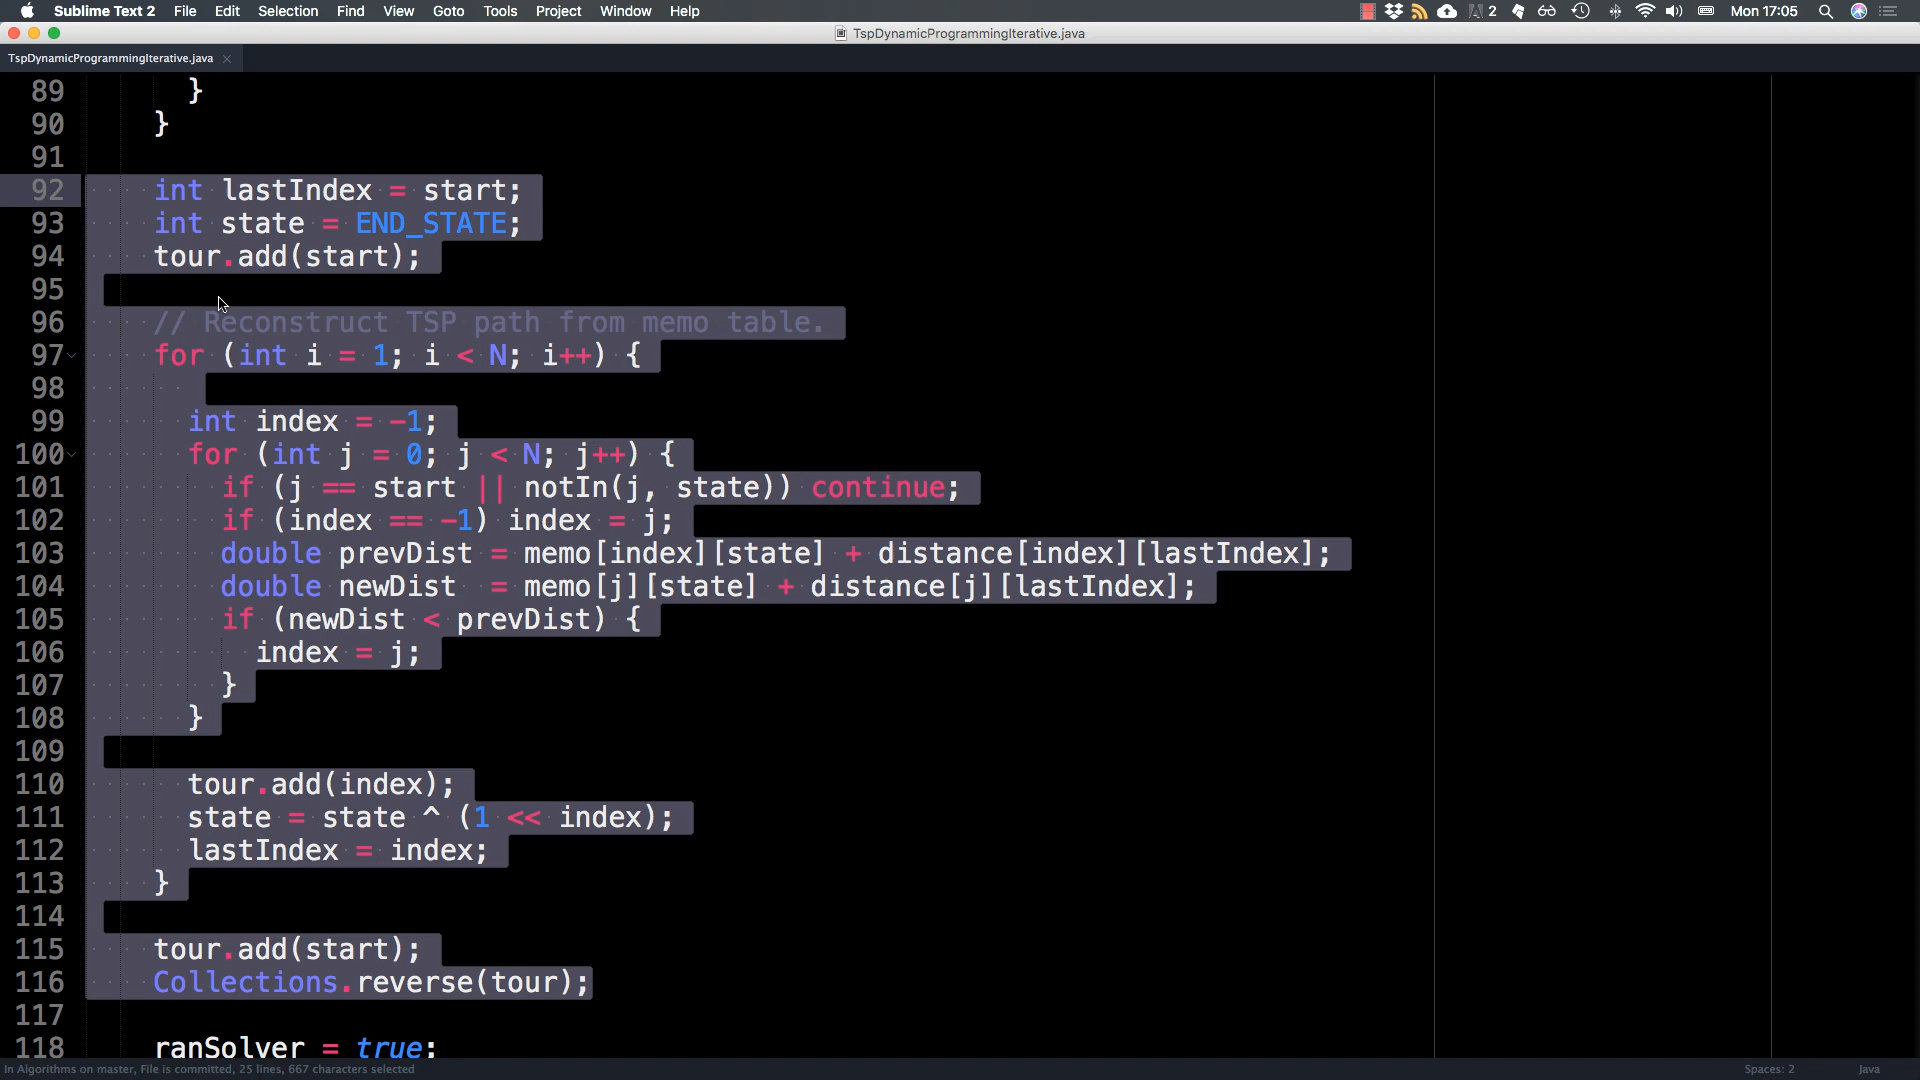 Sublime Text 2 File Edit Selection Find View Goto Tools Project Window Help 2 Mon 17:05
TspDynamicProgrammingIterative.java
TspDynamicProgrammingIterative.java
89 }
90 }
91
92 int lastIndex = start;
93 int state = END_STATE;
94 tour.add(start);
95
96 // Reconstruct TSP path from memo table.
97 for (int i = 1; i < N; i++) {
98
99 int index = -1;
100 for (int j = 0; j < N; j++) {
101 if (j == start || notIn(j, state)) continue;
102 if (index == -1) index = j;
103 double prevDist = memo[index][state] + distance[index][lastIndex];
104 double newDist = memo[j][state] + distance[j][lastIndex];
105 if (newDist < prevDist) {
106 index = j;
107 }
108 }
109
110 tour.add(index);
111 state = state ^ (1 << index);
112 lastIndex = index;
113 }
114
115 tour.add(start);
116 Collections.reverse(tour);
117
118 ranSolver = true;
In Algorithms on master, File is committed, 25 lines, 667 characters selected Spaces: 2 Java